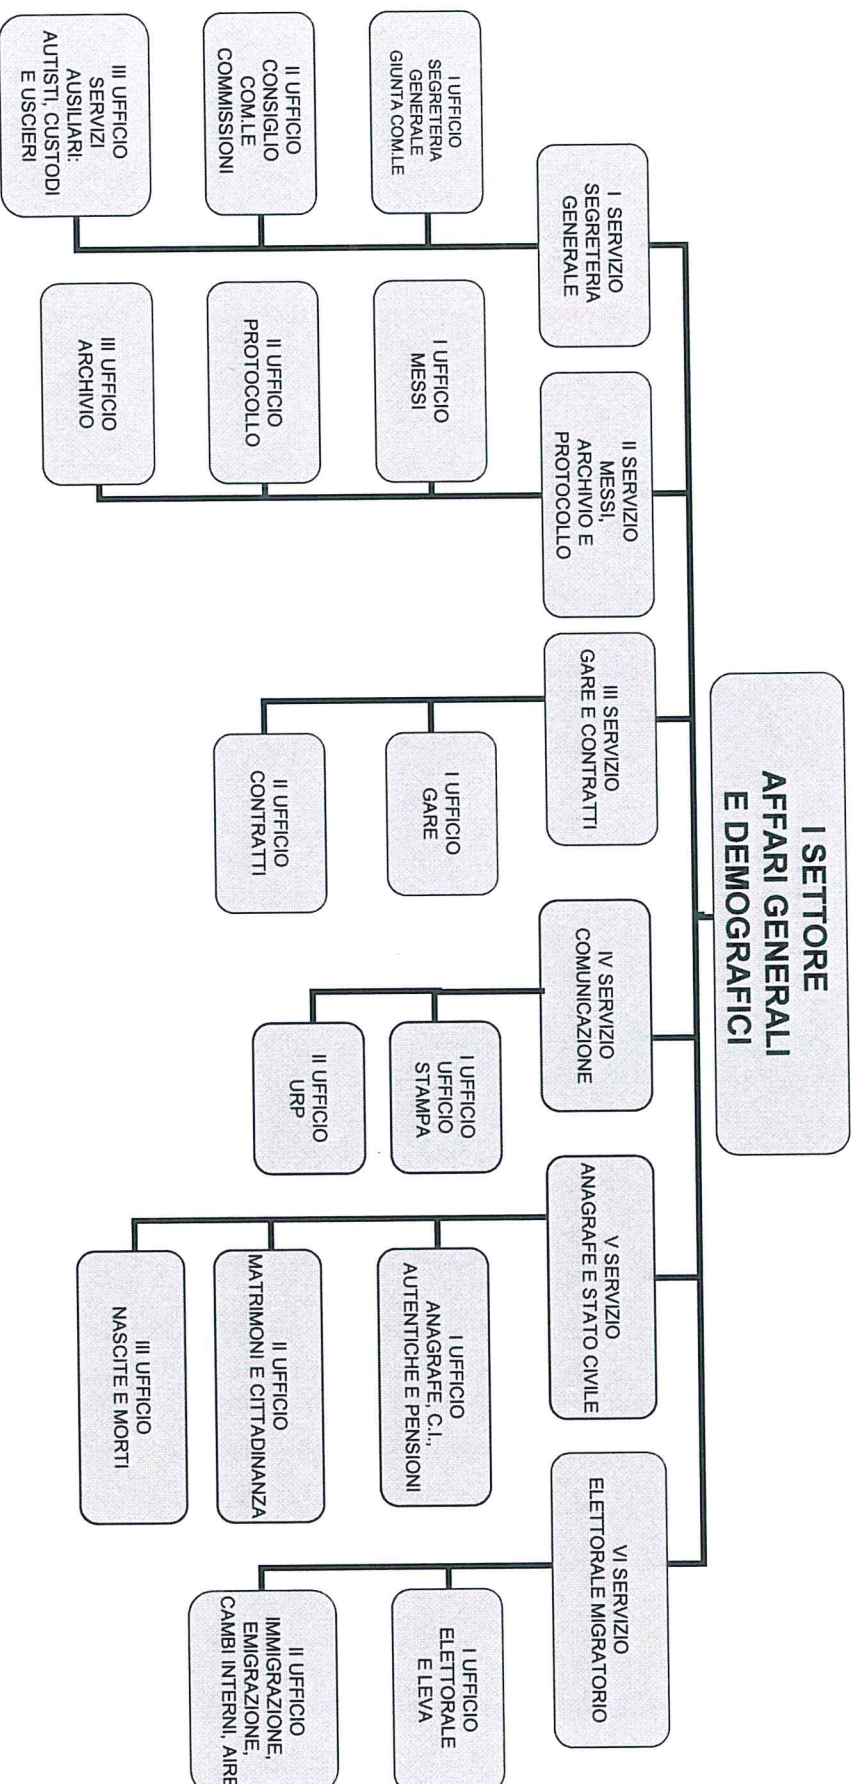 I SETTORE
AFFARI GENERALI
E DEMOGRAFICI
I SERVIZIO
SEGRETERIA
GENERALE
I UFFICIO
SEGRETERIA
GENERALE
GIUNTA COM.LE
II UFFICIO
CONSIGLIO
COM.LE
COMMISSIONI
III UFFICIO
SERVIZI
AUSILIARI:
AUTISTI, CUSTODI
E USCIERI
II SERVIZIO
MESSI,
ARCHIVIO E
PROTOCOLLO
I UFFICIO
MESSI
II UFFICIO
PROTOCOLLO
III UFFICIO
ARCHIVIO
III SERVIZIO
GARE E CONTRATTI
I UFFICIO
GARE
II UFFICIO
CONTRATTI
IV SERVIZIO
COMUNICAZIONE
I UFFICIO
UFFICIO
STAMPA
II UFFICIO
URP
V SERVIZIO
ANAGRAFE E STATO CIVILE
I UFFICIO
ANAGRAFE, C.I.,
AUTENTICHE E PENSIONI
II UFFICIO
MATRIMONI E CITTADINANZA
III UFFICIO
NASCITE E MORTI
VI SERVIZIO
ELETTORALE MIGRATORIO
I UFFICIO
ELETTORALE
E LEVA
II UFFICIO
IMMIGRAZIONE,
EMIGRAZIONE,
CAMBI INTERNI, AIRE